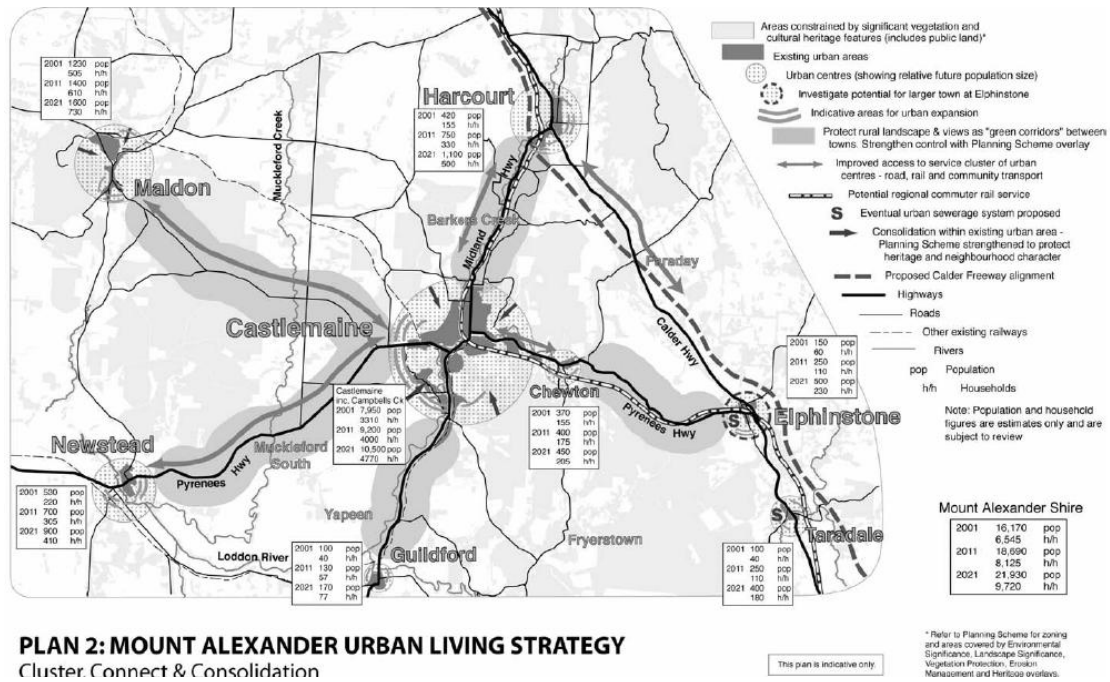 Areas constrained by significant vegetation and
cultural heritage features (includes public land)*
Existing urban areas
Urban centres (showing relative future population size)
Investigate potential for larger town at Elphinstone
Indicative areas for urban expansion
Protect rural landscape & views as "green corridors" between
towns. Strengthen control with Planning Scheme overlay
Improved access to service cluster of urban
centres - road, rail and community transport
Potential regional commuter rail service
S Eventual urban sewerage system proposed
Consolidation within existing urban area -
Planning Scheme strengthened to protect
heritage and neighbourhood character
Proposed Calder Freeway alignment
Highways
Roads
Other existing railways
Rivers
pop Population
h/h Households
Note: Population and household
figures are estimates only and are
subject to review
2001 1230 pop
505 h/h
2011 1400 pop
610 h/h
2021 1600 pop
730 h/h
Maldon
Muckleford Creek
Harcourt
2001 420 pop
155 h/h
2011 750 pop
330 h/h
2021 1,100 pop
500 h/h
Barkers Creek
Midland
Hwy
Faraday
Calder Hwy
Castlemaine
Castlemaine
inc. Campbells Ck
2001 7,950 pop
3310 h/h
2011 9,200 pop
4000 h/h
2021 10,500 pop
4770 h/h
Chewton
2001 370 pop
155 h/h
2011 400 pop
175 h/h
2021 450 pop
205 h/h
Pyrenees
Hwy
2001 150 pop
60 h/h
2011 250 pop
110 h/h
2021 500 pop
230 h/h
S
Elphinstone
Newstead
Muckleford
South
Pyrenees
Hwy
2001 530 pop
220 h/h
2011 700 pop
305 h/h
2021 900 pop
410 h/h
Loddon River
Yapeen
Guildford
2001 100 pop
40 h/h
2011 130 pop
57 h/h
2021 170 pop
77 h/h
Fryerstown
S
Taradale
2001 100 pop
40 h/h
2011 250 pop
110 h/h
2021 400 pop
180 h/h
Mount Alexander Shire
2001 16,170 pop
6,545 h/h
2011 18,690 pop
8,125 h/h
2021 21,930 pop
9,720 h/h
PLAN 2: MOUNT ALEXANDER URBAN LIVING STRATEGY
Cluster, Connect & Consolidation
This plan is indicative only.
* Refer to Planning Scheme for zoning
and areas covered by Environmental
Significance, Landscape Significance,
Vegetation Protection, Erosion
Management and Heritage overlays.